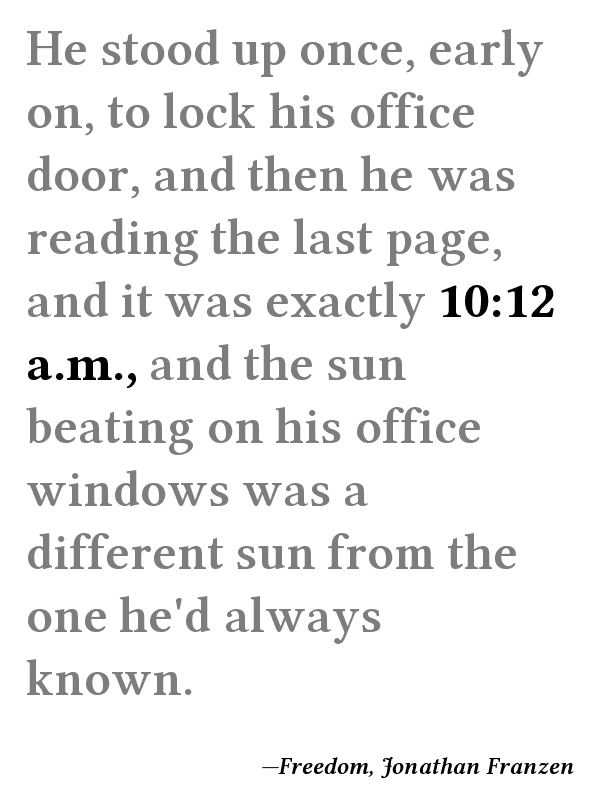 He stood up once, early
on, to lock his office
door, and then he was
reading the last page,
and it was exactly 10:12
a.m., and the sun
beating on his office
windows was a
different sun from the
one he'd always
known.
—Freedom, Jonathan Franzen